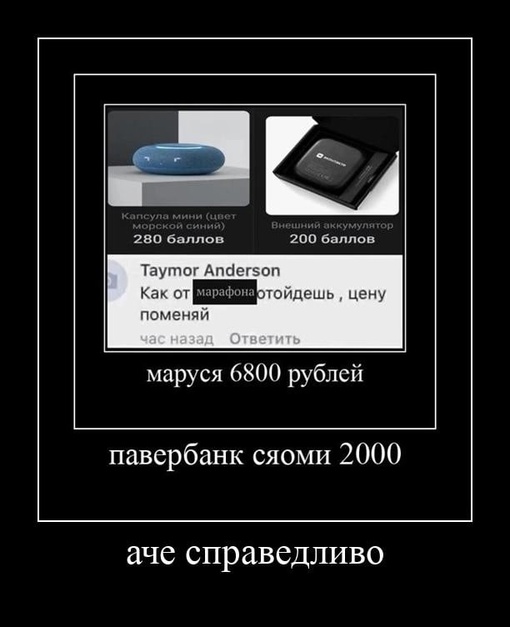 Капсула мини (цвет
морской синий)
280 баллов
Внешний аккумулятор
200 баллов
Taymor Anderson
Как от марафона отойдешь , цену
поменяй
час назад Ответить
маруся 6800 рублей
павербанк сяоми 2000
аче справедливо